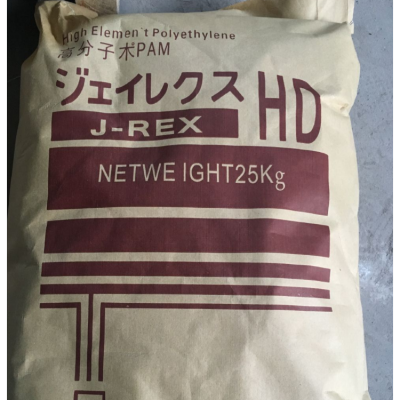 High Elemen't Polyethylene
高分子木PAM
ジェイレクス
HD
J-REX
NETWE IGHT25Kg